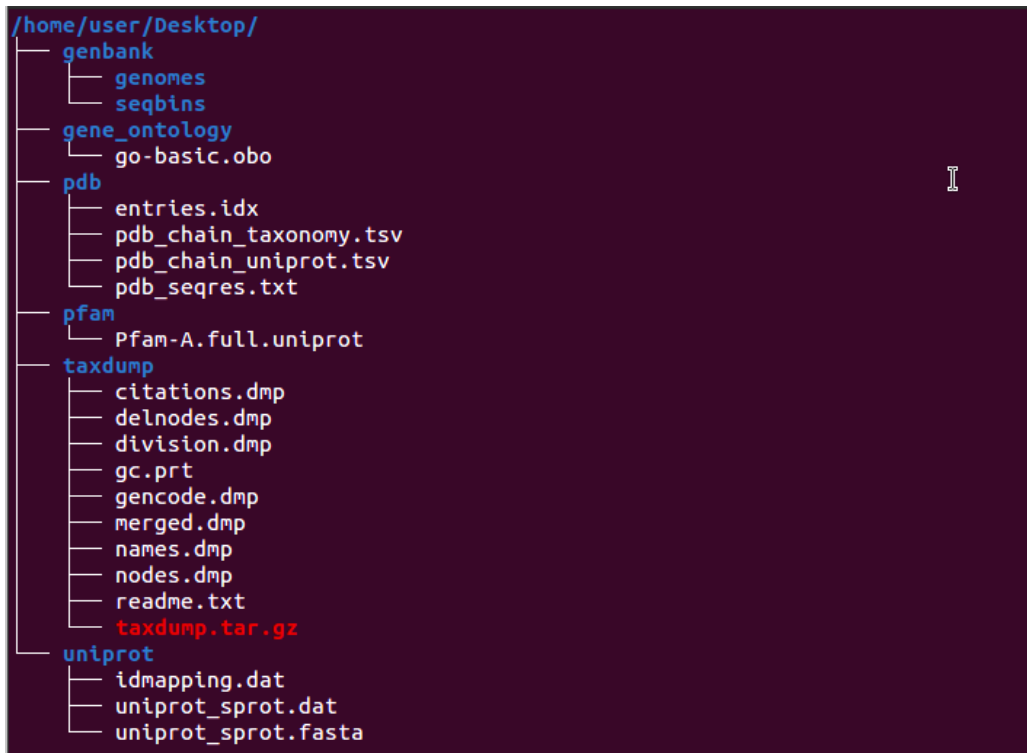 /home/user/Desktop/
genbank
genomes
seqbins
gene_ontology
go-basic.obo
pdb
entries.idx
pdb_chain_taxonomy.tsv
pdb_chain_uniprot.tsv
pdb_seqres.txt
pfam
Pfam-A.full.uniprot
taxdump
citations.dmp
delnodes.dmp
division.dmp
gc.prt
gencode.dmp
merged.dmp
names.dmp
nodes.dmp
readme.txt
taxdump.tar.gz
uniprot
idmapping.dat
uniprot_sprot.dat
uniprot_sprot.fasta